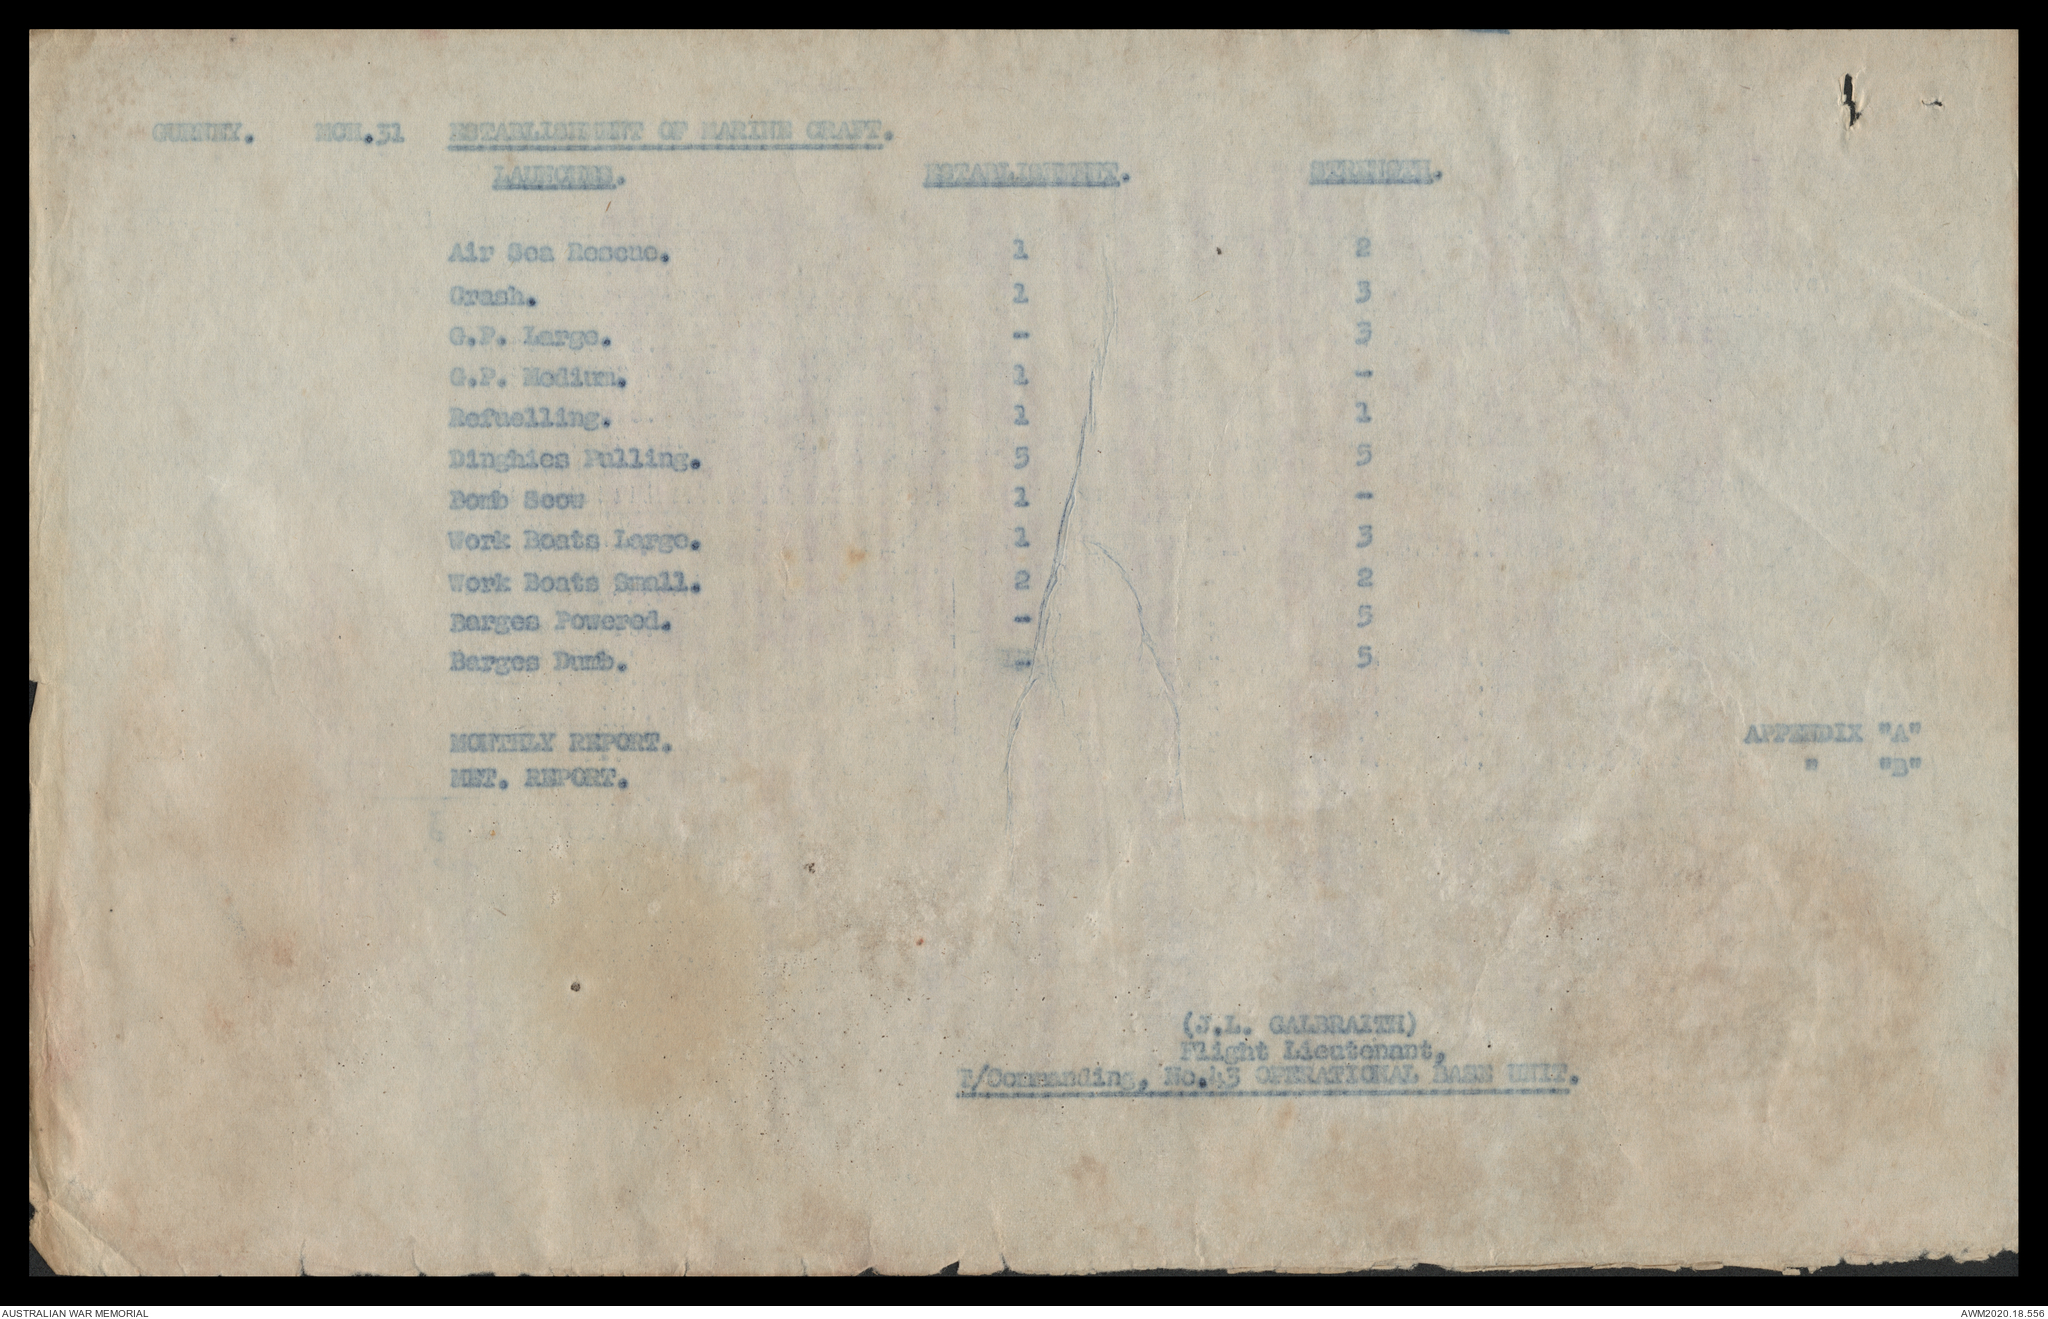 GURNEY. MCH.31 ESTABLISHMENT OF MARINE CRAFT.
LAUNCHES. ESTABLISHMENT. STRENGTH.
Air Sea Rescue. 1 2
Crash. 1 3
G.P. Large. - 3
G.P. Medium. 1 -
Refuelling. 1 1
Dinghies Pulling. 5 5
Bomb Scow 1 -
Work Boats Large. 1 3
Work Boats Small. 2 2
Barges Powered. - 5
Barges Dumb. - 5
MONTHLY REPORT. APPENDIX "A"
MET. REPORT. " "B"
(J.L. GALBRAITH)
Flight Lieutenant,
T/Commanding, No.43 OPERATIONAL BASE UNIT.
AUSTRALIAN WAR MEMORIAL AWM2020.18.556